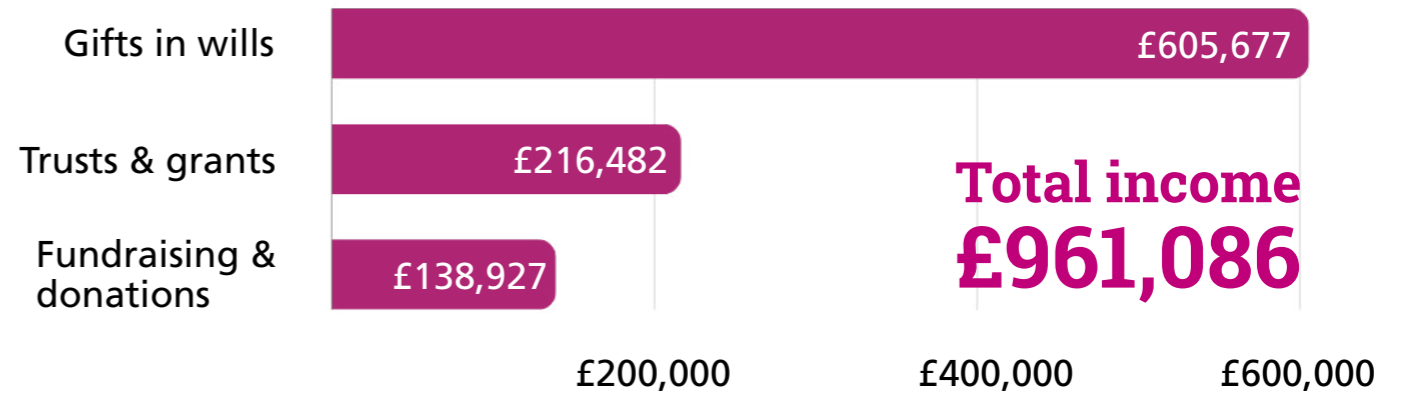 Gifts in wills
£605,677
Trusts & grants
£216,482
Total income
£961,086
Fundraising &
donations
£138,927
£200,000
£400,000
£600,000